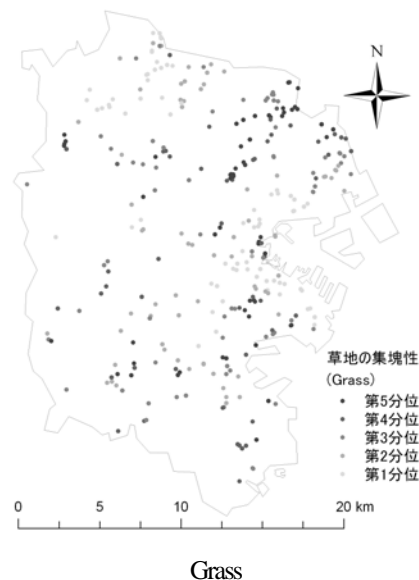 N
草地の集塊性
(Grass)
第5分位
第4分位
第3分位
第2分位
第1分位
0 5 10 20 km
Grass